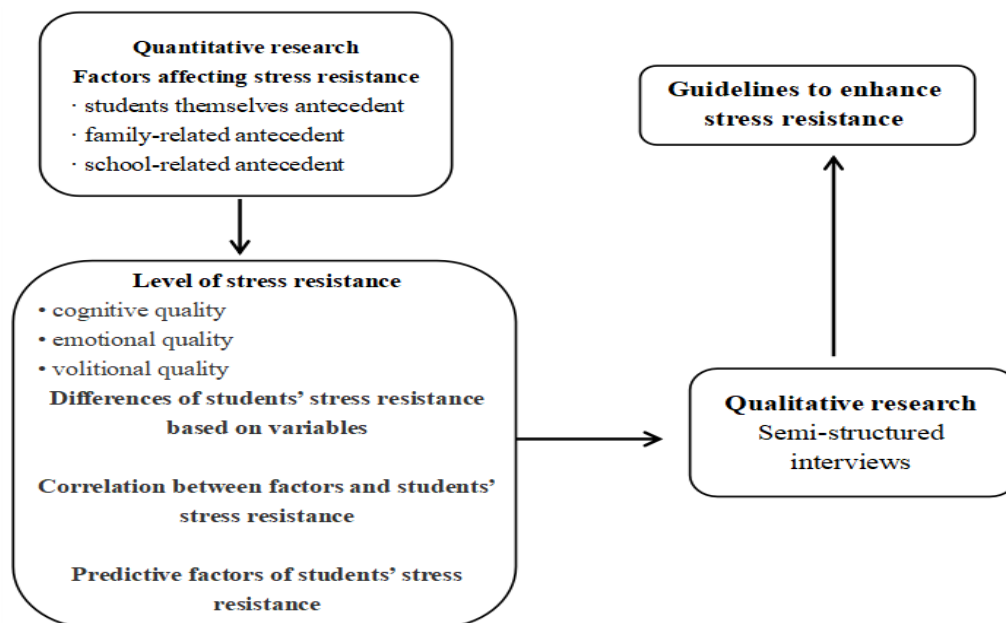 Quantitative research
Factors affecting stress resistance
· students themselves antecedent
· family-related antecedent
· school-related antecedent
Level of stress resistance
• cognitive quality
• emotional quality
• volitional quality
Differences of students’ stress resistance
based on variables
Correlation between factors and students’
stress resistance
Predictive factors of students’ stress
resistance
Qualitative research
Semi-structured
interviews
Guidelines to enhance
stress resistance